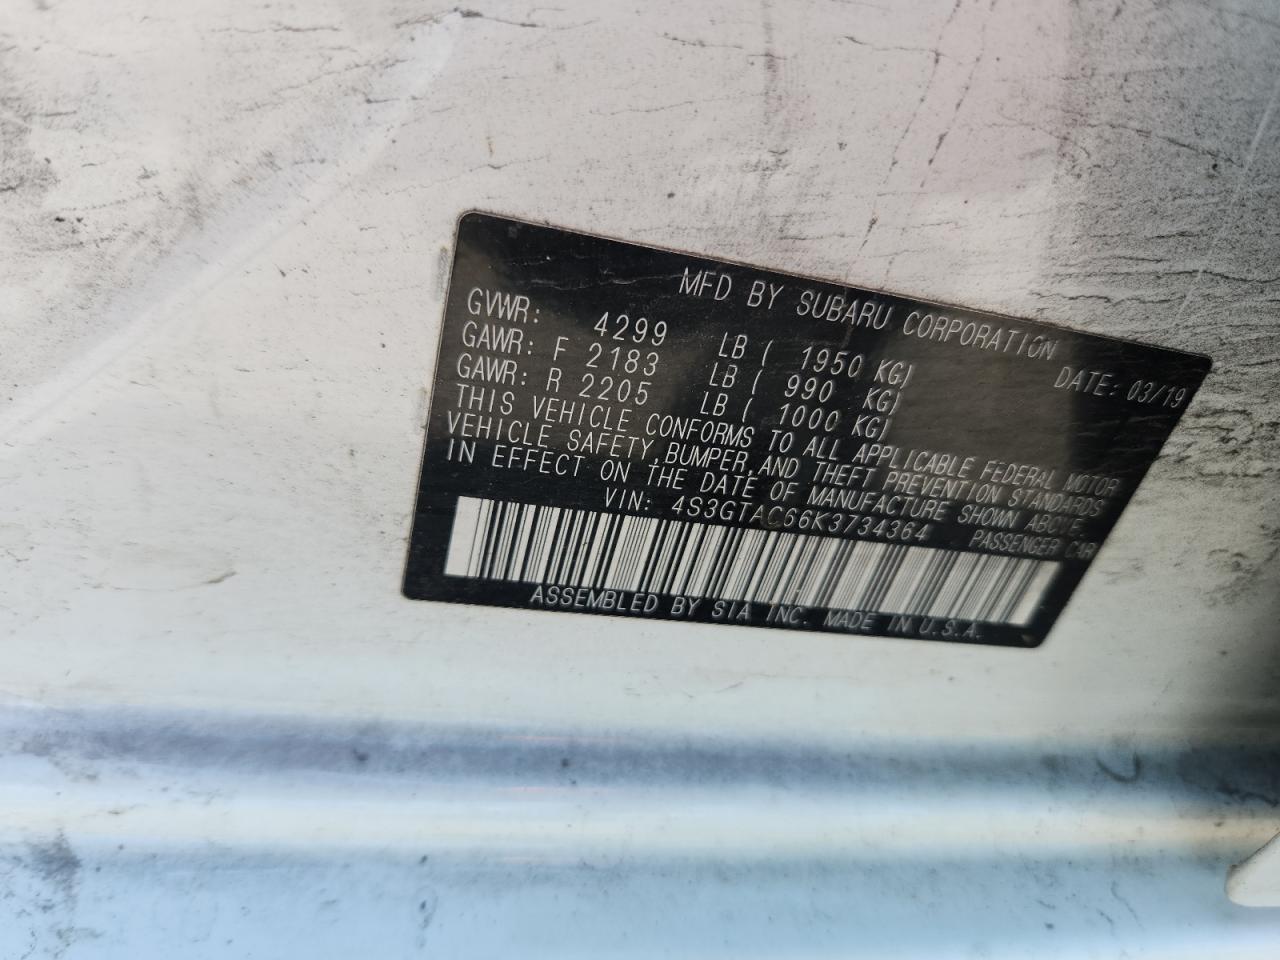 MFD BY SUBARU CORPORATION
GVWR: 4299 LB ( 1950 KG) DATE: 03/19
GAWR: F 2183 LB ( 990 KG)
GAWR: R 2205 LB ( 1000 KG)
THIS VEHICLE CONFORMS TO ALL APPLICABLE FEDERAL MOTOR
VEHICLE SAFETY, BUMPER, AND THEFT PREVENTION STANDARDS
IN EFFECT ON THE DATE OF MANUFACTURE SHOWN ABOVE.
VIN: 4S3GTAC66K3734364 PASSENGER CAR
ASSEMBLED BY SIA INC. MADE IN U.S.A.